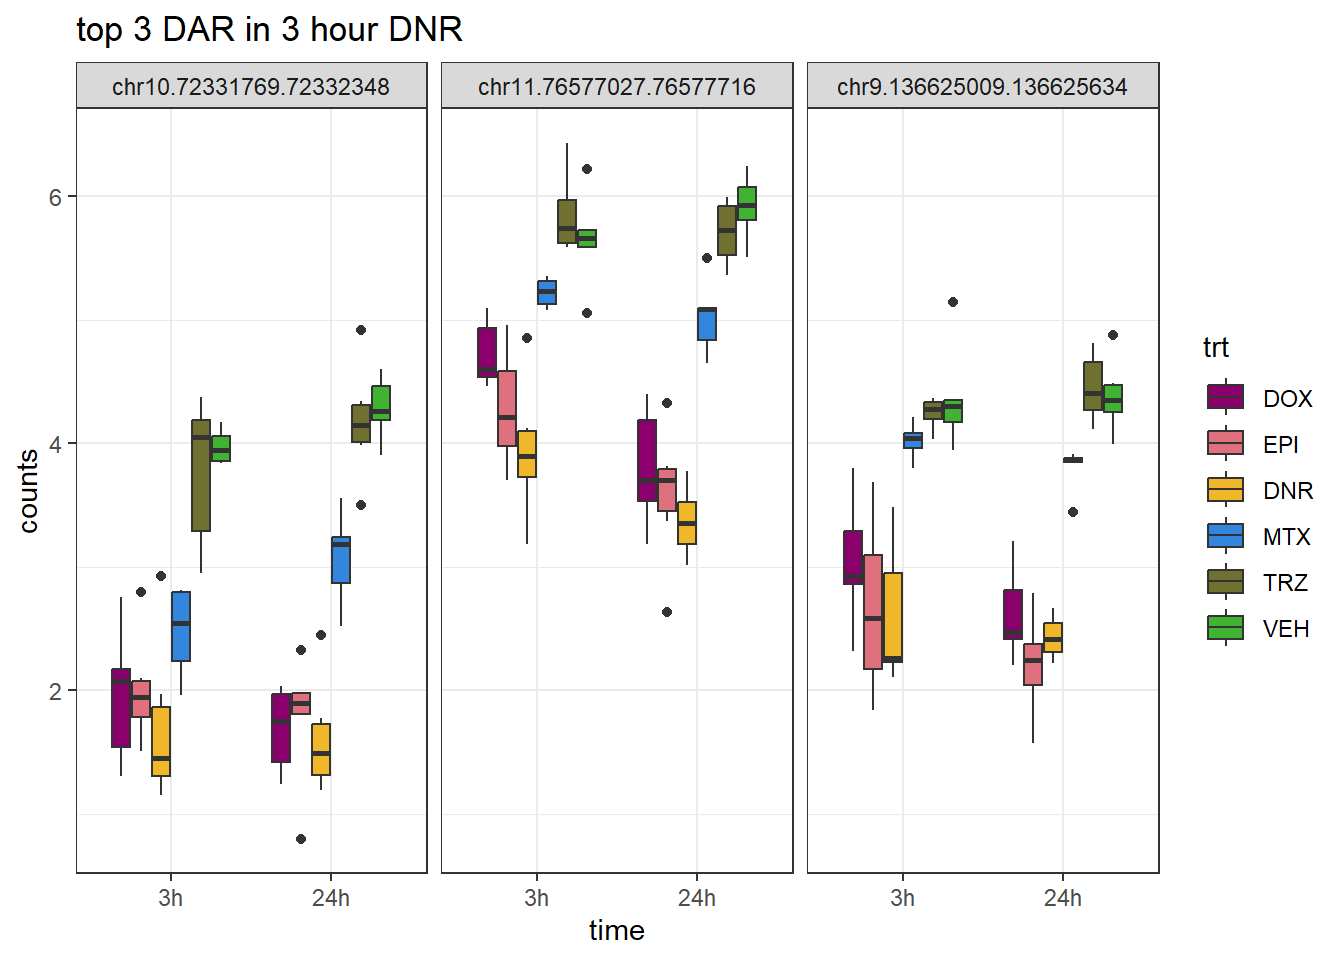 top 3 DAR in 3 hour DNR
chr10.72331769.72332348
chr11.76577027.76577716
chr9.136625009.136625634
6
4
2
counts
3h
24h
3h
24h
3h
24h
time
trt
DOX
EPI
DNR
MTX
TRZ
VEH